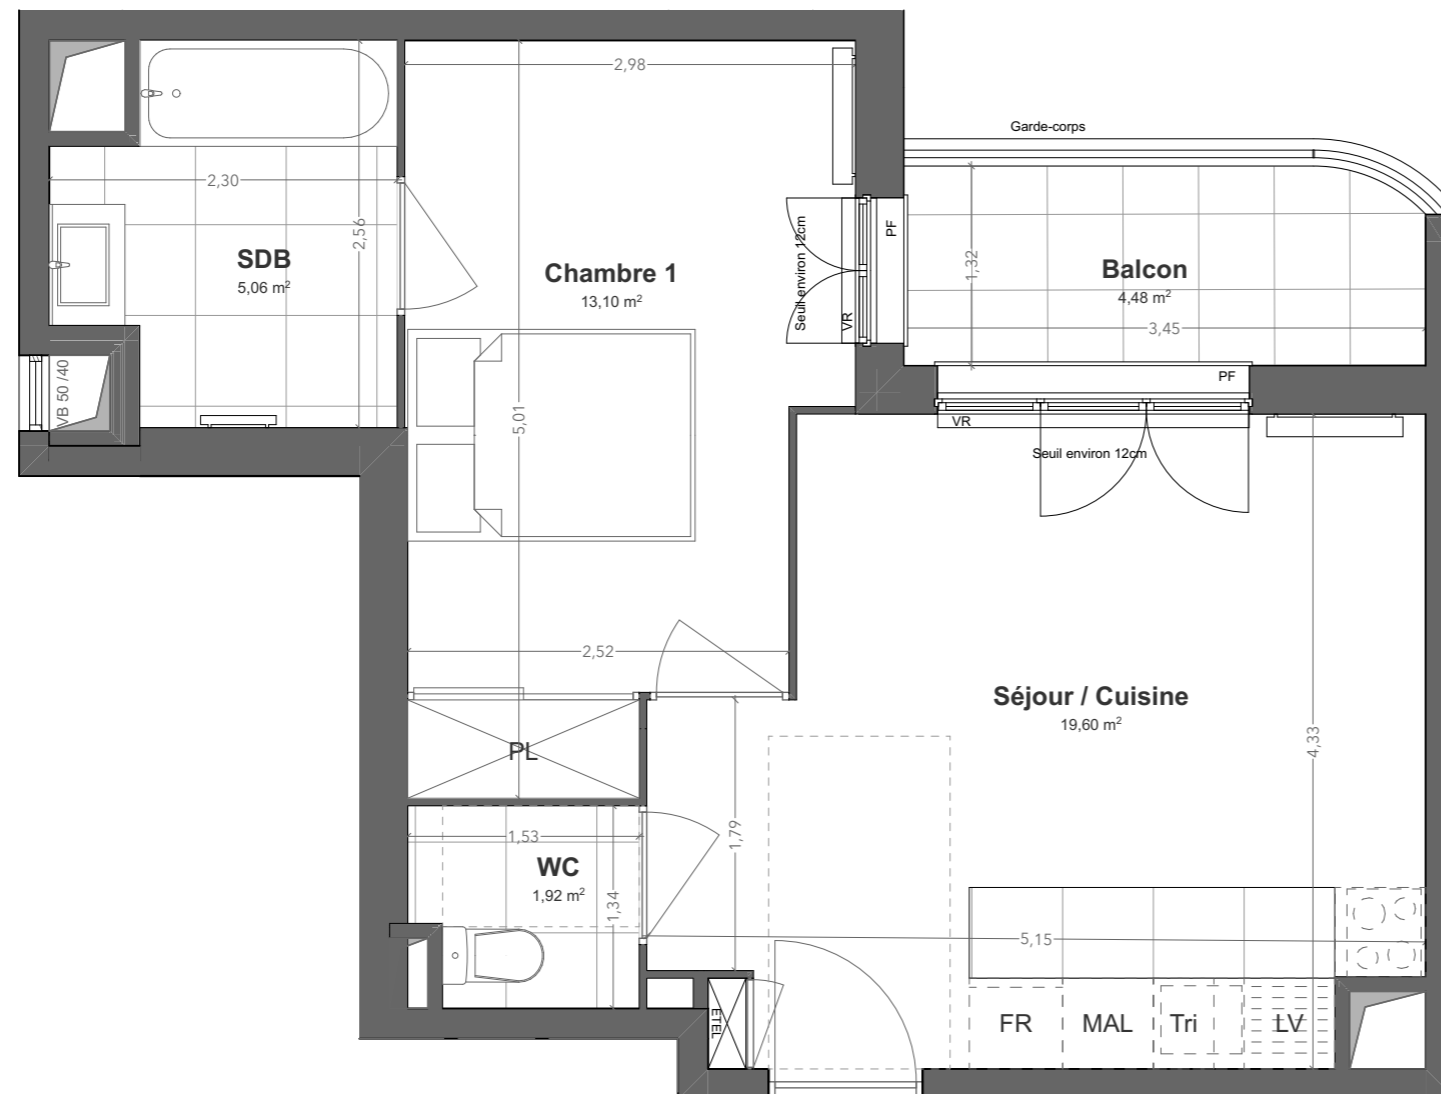 2,98
Garde-corps
2,30
2,56
SDB
5,06 m²
Chambre 1
13,10 m²
Seuil environ 12cm
VR
PF
1,32
Balcon
4,48 m²
3,45
VB 50 /40
5,01
PF
VR
Seuil environ 12cm
2,52
Séjour / Cuisine
19,60 m²
4,33
PL
1,53
1,79
WC
1,92 m²
1,34
5,15
ETEL
FR
MAL
Tri
LV